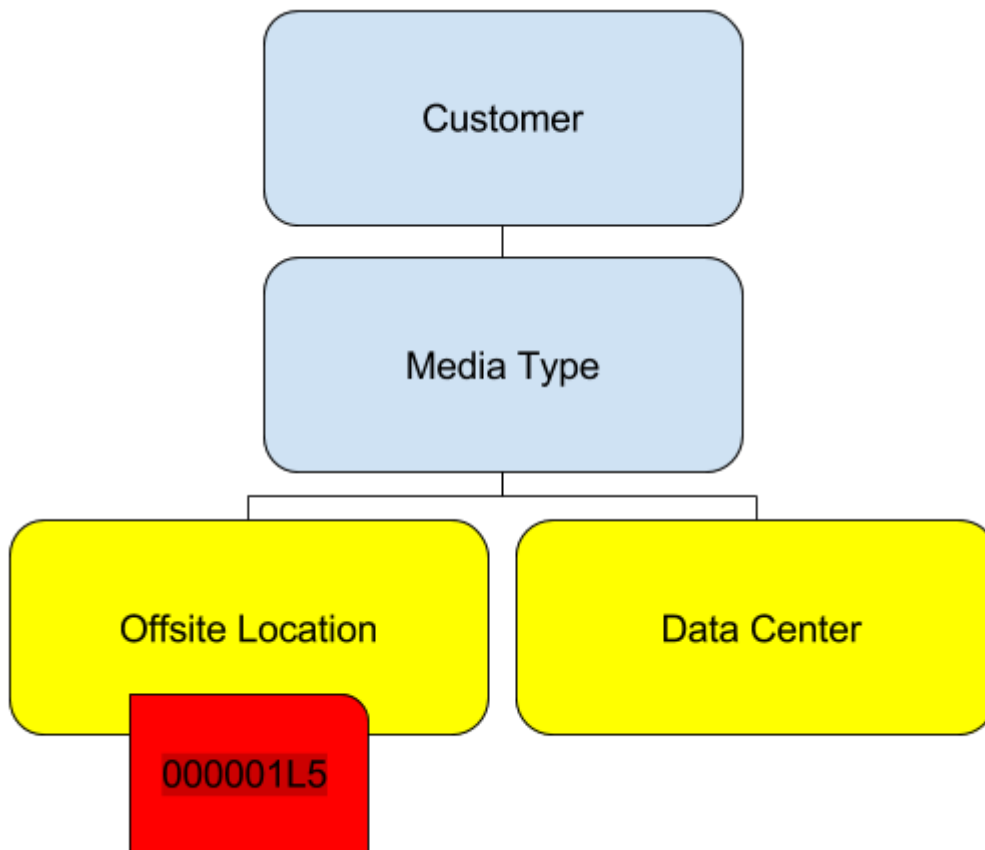 Customer
Media Type
Offsite Location
Data Center
000001L5